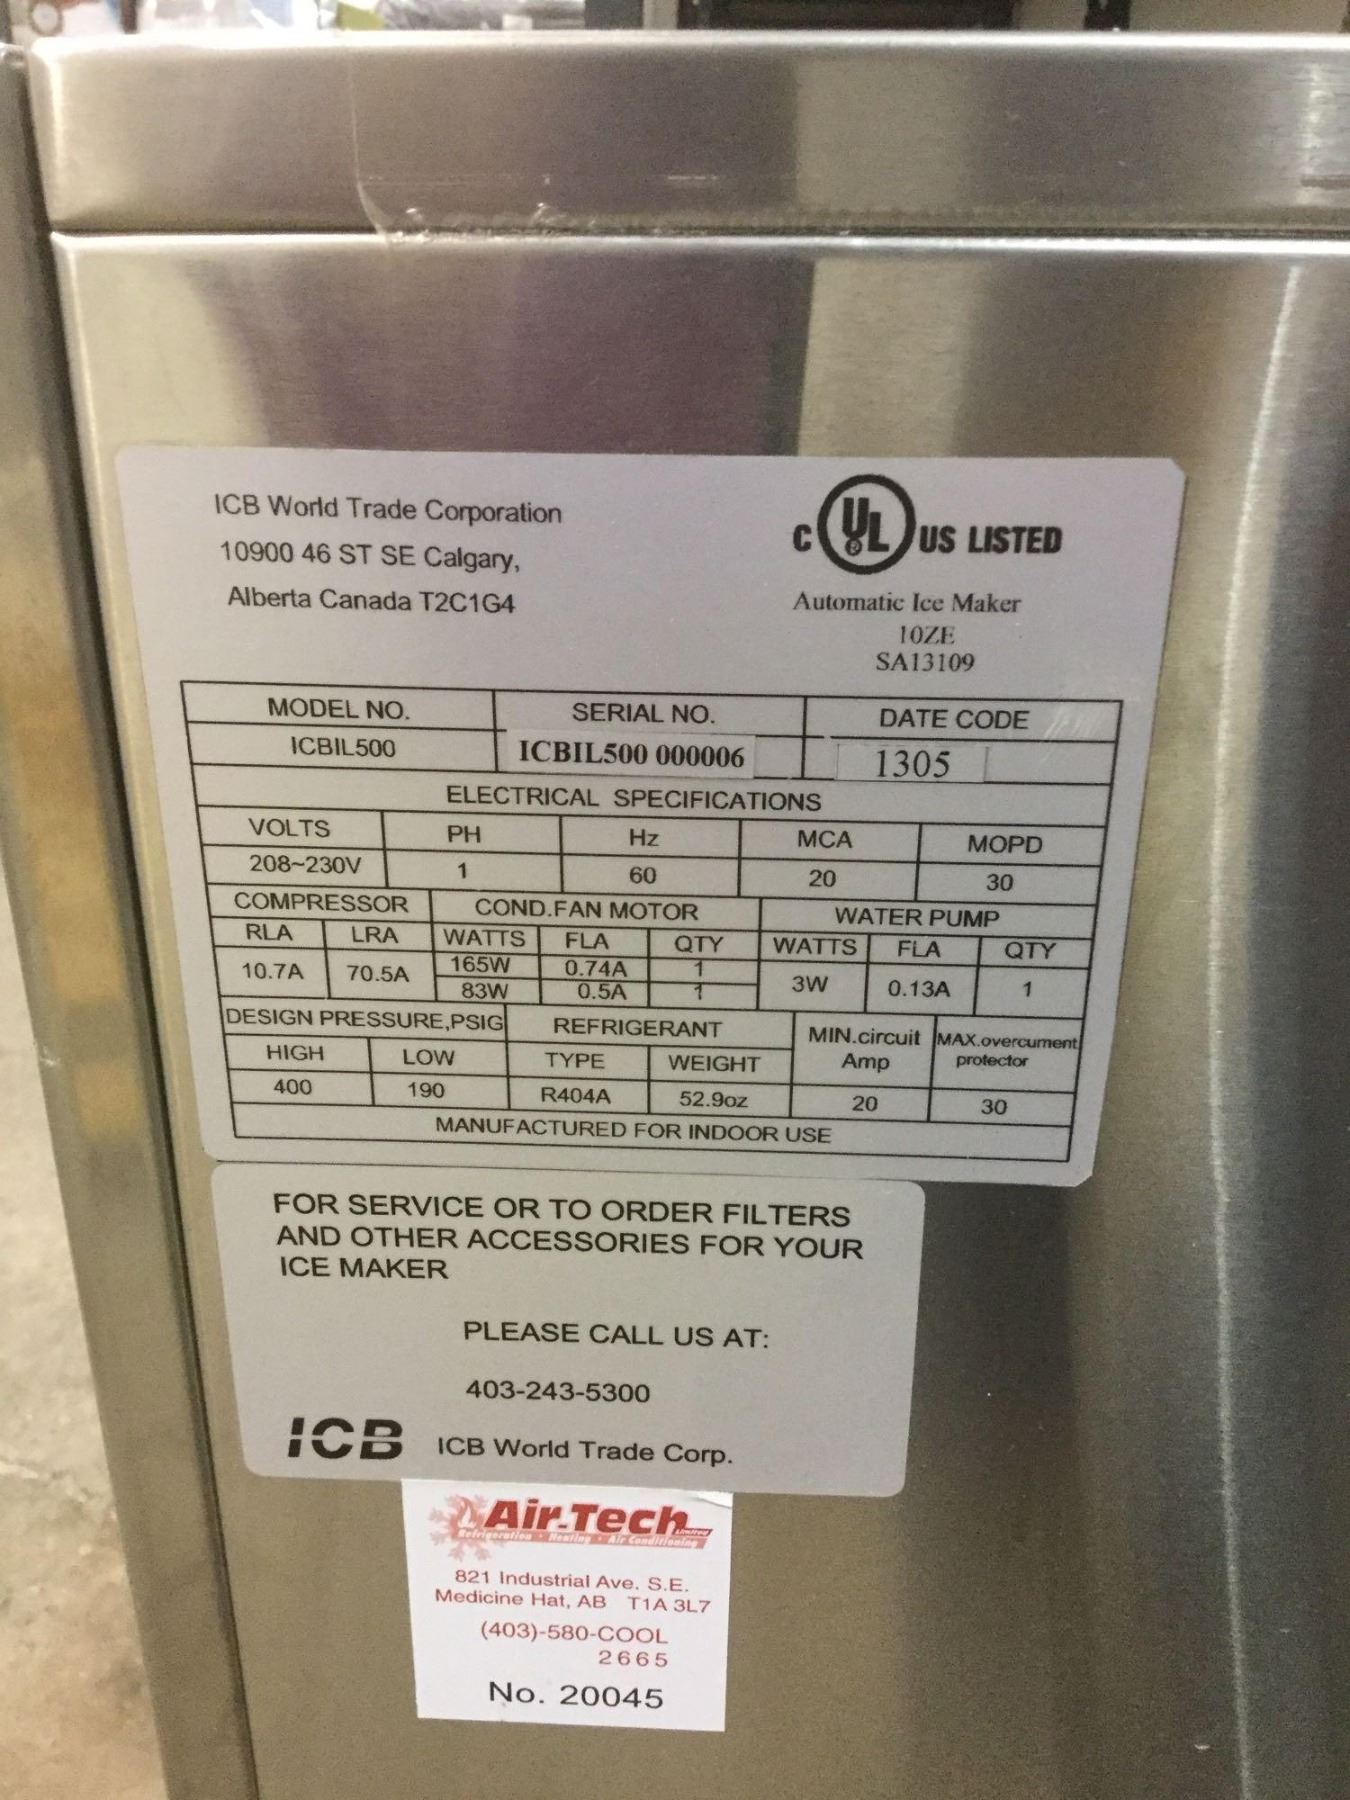 ICB World Trade Corporation
10900 46 ST SE Calgary,
Alberta Canada T2C1G4
C UL US LISTED
®
Automatic Ice Maker
10ZE
SA13109
MODEL NO. SERIAL NO. DATE CODE
ICBIL500 ICBIL500 000006 1305
ELECTRICAL SPECIFICATIONS
VOLTS PH Hz MCA MOPD
208~230V 1 60 20 30
COMPRESSOR COND.FAN MOTOR WATER PUMP
RLA LRA WATTS FLA QTY WATTS FLA QTY
10.7A 70.5A 165W 0.74A 1 3W 0.13A 1
83W 0.5A 1
DESIGN PRESSURE,PSIG REFRIGERANT MIN.circuit Amp MAX.overcument protector
HIGH LOW TYPE WEIGHT
400 190 R404A 52.9oz 20 30
MANUFACTURED FOR INDOOR USE
FOR SERVICE OR TO ORDER FILTERS
AND OTHER ACCESSORIES FOR YOUR
ICE MAKER
PLEASE CALL US AT:
403-243-5300
ICB ICB World Trade Corp.
Air-Tech Limited
Refrigeration • Heating • Air Conditioning
821 Industrial Ave. S.E.
Medicine Hat, AB T1A 3L7
(403)-580-COOL
2665
No. 20045